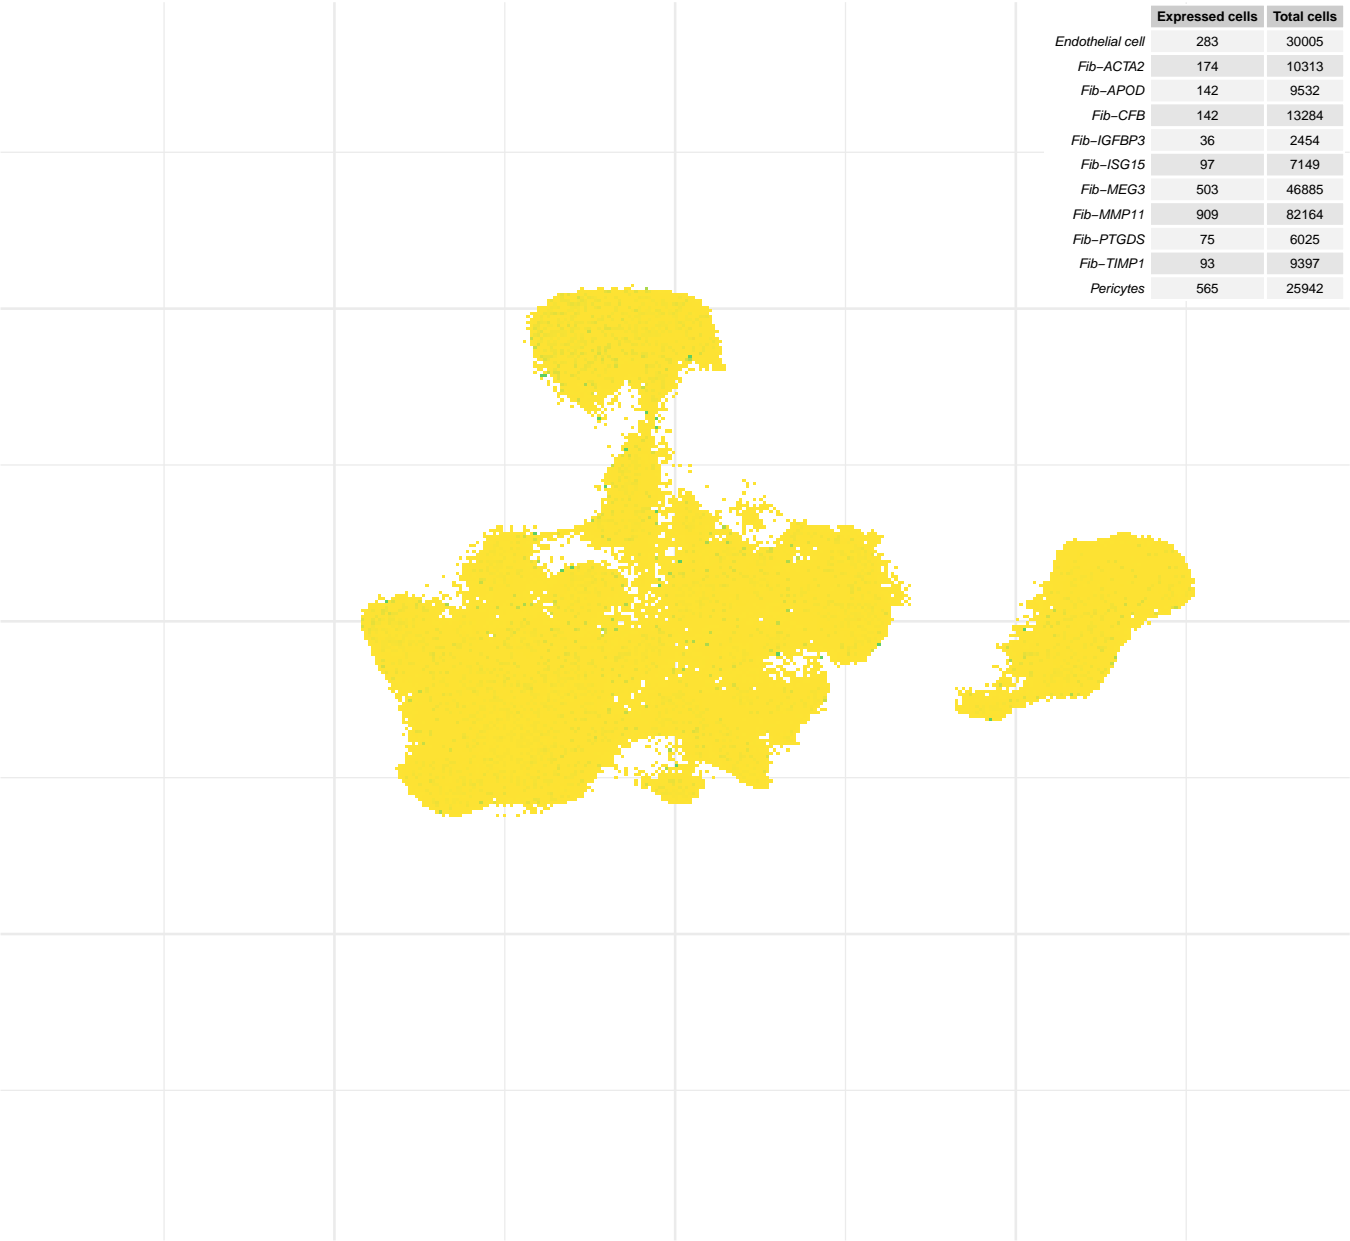 Expressed cells Total cells
Endothelial cell 283 30005
Fib−ACTA2 174 10313
Fib−APOD 142 9532
Fib−CFB 142 13284
Fib−IGFBP3 36 2454
Fib−ISG15 97 7149
Fib−MEG3 503 46885
Fib−MMP11 909 82164
Fib−PTGDS 75 6025
Fib−TIMP1 93 9397
Pericytes 565 25942